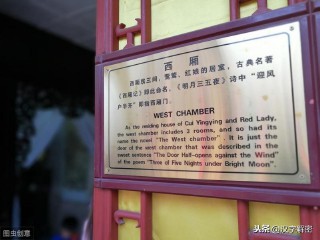 西 厢
西厢房三间,莺莺、红娘的居室,古典名著
《西厢记》因此命名。《明月三五夜》诗中“迎风
户半开”即指西厢门。
WEST CHAMBER
As the residing house of Cui Yingying and Red Lady,
the west chamber includes 3 rooms, and so had its
name of the novel "The West chamber". It is just the
door of the west chamber that was described in the
sweet sentence "The Door Half-opens against the Wind"
of the poem "Time of Five Nights under Bright Moon".
图虫创意
头条 @汉字解密